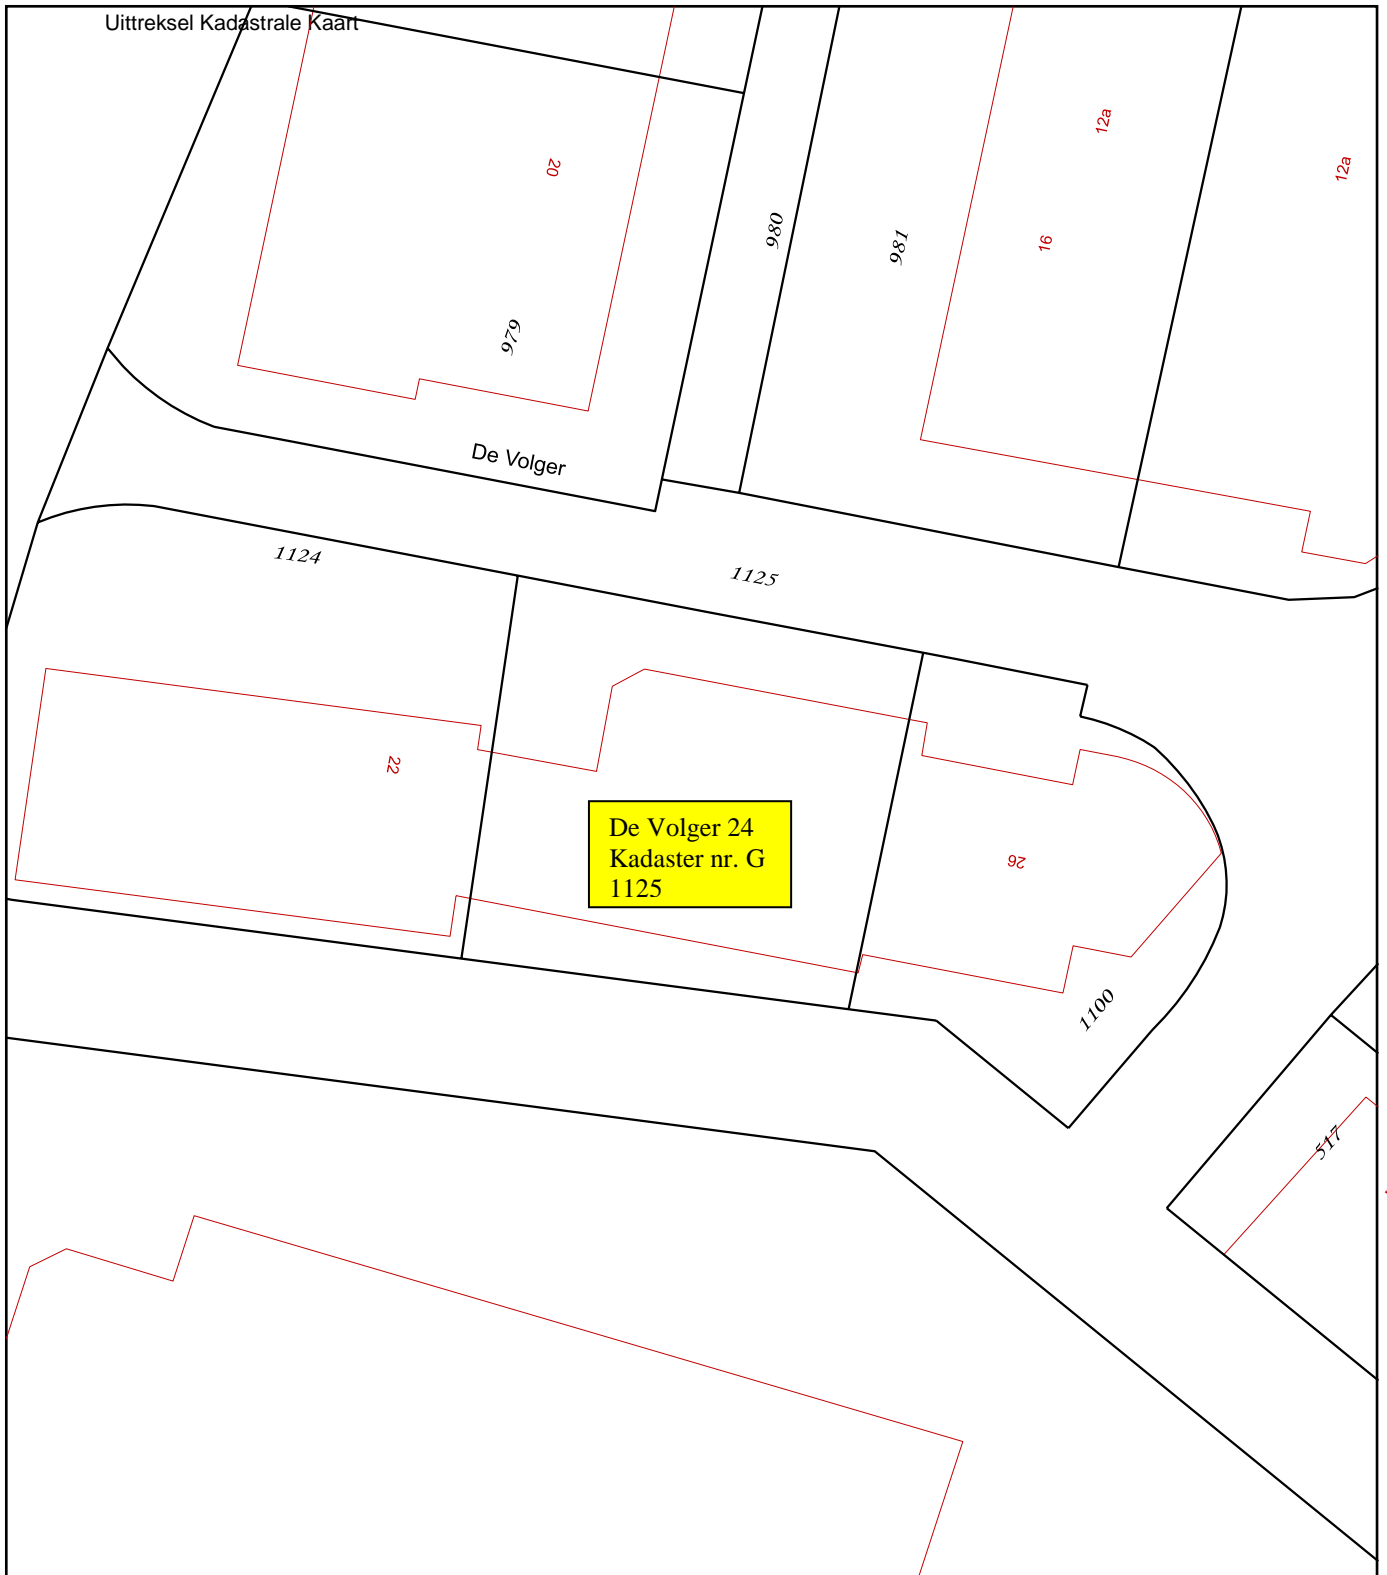 Uittreksel Kadastrale Kaart
12a
12a
20
980
981
16
979
De Volger
1124
1125
22
De Volger 24
Kadaster nr. G
1125
26
1100
517